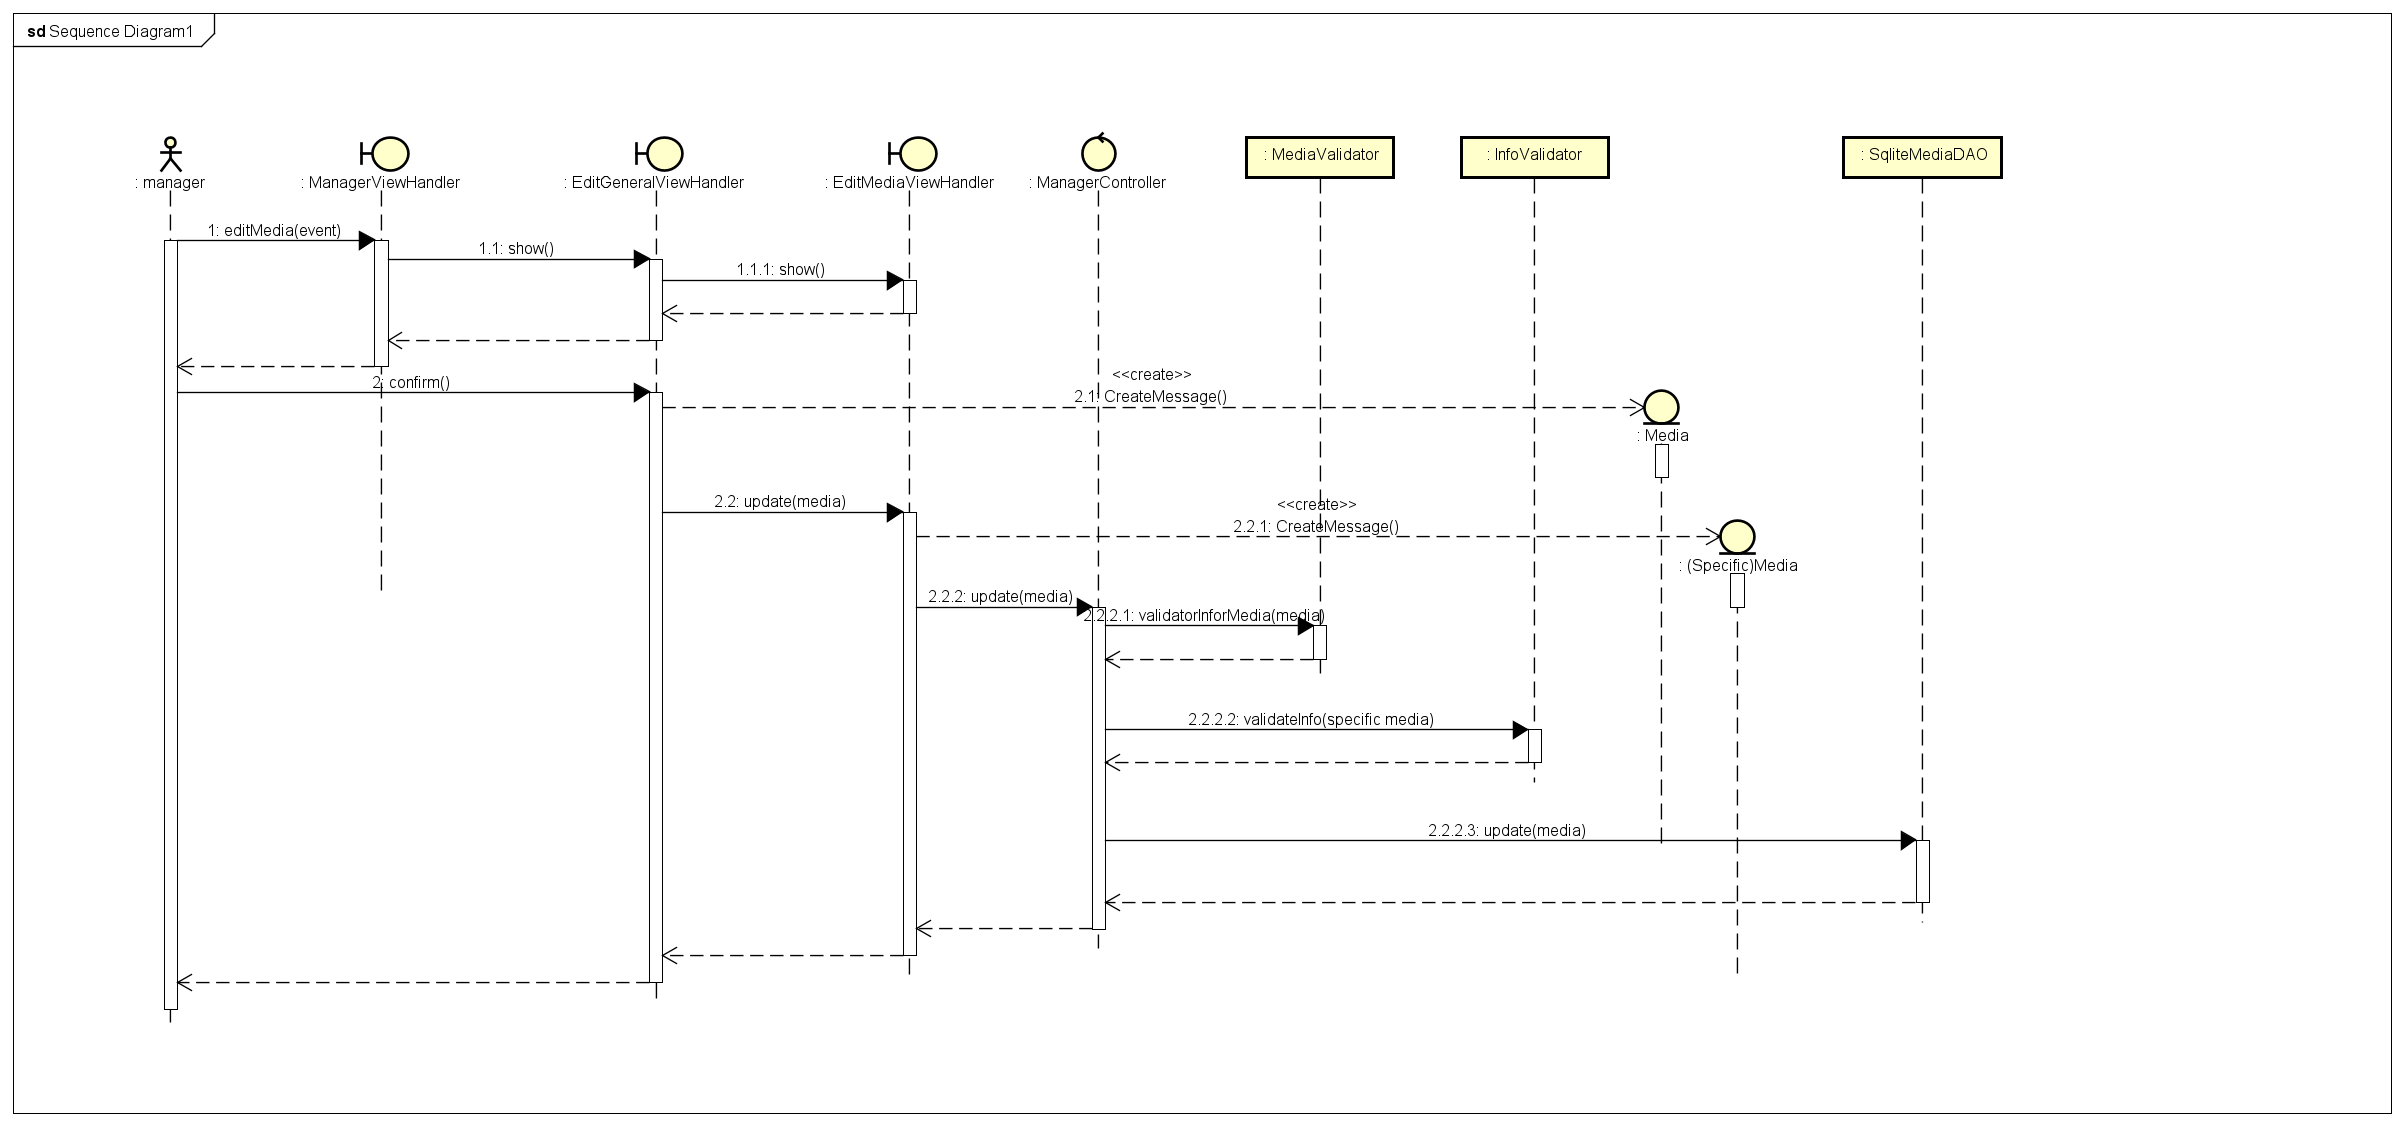 sd Sequence Diagram1
: manager
: ManagerViewHandler
: EditGeneralViewHandler
: EditMediaViewHandler
: ManagerController
: MediaValidator
: InfoValidator
: SqliteMediaDAO
1: editMedia(event)
1.1: show()
1.1.1: show()
2: confirm()
<<create>>
2.1: CreateMessage()
: Media
2.2: update(media)
<<create>>
2.2.1: CreateMessage()
: (Specific)Media
2.2.2: update(media)
2.2.2.1: validatorInforMedia(media)
2.2.2.2: validateInfo(specific media)
2.2.2.3: update(media)